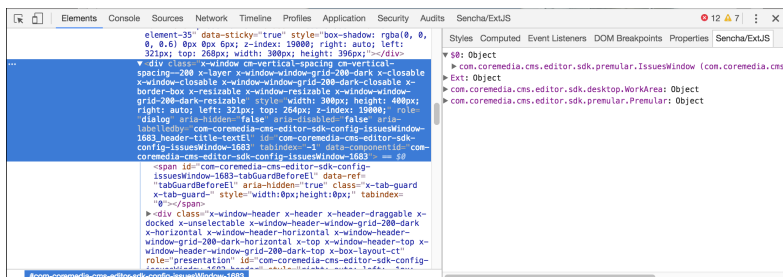 Elements Console Sources Network Timeline Profiles Application Security Audits Sencha/ExtJS 12 7
element-35" data-sticky="true" style="box-shadow: rgba(0, 0,
0, 0.6) 0px 0px 6px; z-index: 19000; right: auto; left:
321px; top: 268px; width: 300px; height: 396px;"></div>
<div class="x-window cm-vertical-spacing cm-vertical-
spacing--200 x-layer x-window-window-grid-200-dark x-closable
x-window-closable x-window-window-grid-200-dark-closable x-
border-box x-resizable x-window-resizable x-window-window-
grid-200-dark-resizable" style="width: 300px; height: 400px;
right: auto; left: 321px; top: 264px; z-index: 19000;" role=
"dialog" aria-hidden="false" aria-disabled="false" aria-
labelledby="com-coremedia-cms-editor-sdk-config-issuesWindow-
1683_header-title-textEl" id="com-coremedia-cms-editor-sdk-
config-issuesWindow-1683" tabindex="-1" data-componentid="com-
coremedia-cms-editor-sdk-config-issuesWindow-1683"> == $0
<span id="com-coremedia-cms-editor-sdk-config-
issuesWindow-1683-tabGuardBeforeEl" data-ref=
"tabGuardBeforeEl" aria-hidden="true" class="x-tab-guard
x-tab-guard-" style="width:0px;height:0px;" tabindex=
"0"></span>
<div class="x-window-header x-header x-header-draggable x-
docked x-unselectable x-window-header-window-grid-200-dark
x-horizontal x-window-header-horizontal x-window-header-
window-grid-200-dark-horizontal x-top x-window-header-top x-
window-header-window-grid-200-dark-top x-box-layout-ct"
role="presentation" id="com-coremedia-cms-editor-sdk-config-
#com-coremedia-cms-editor-sdk-config-issuesWindow-1683
Styles Computed Event Listeners DOM Breakpoints Properties Sencha/ExtJS
$0: Object
com.coremedia.cms.editor.sdk.premular.IssuesWindow (com.coremedia.cms
Ext: Object
com.coremedia.cms.editor.sdk.desktop.WorkArea: Object
com.coremedia.cms.editor.sdk.premular.Premular: Object